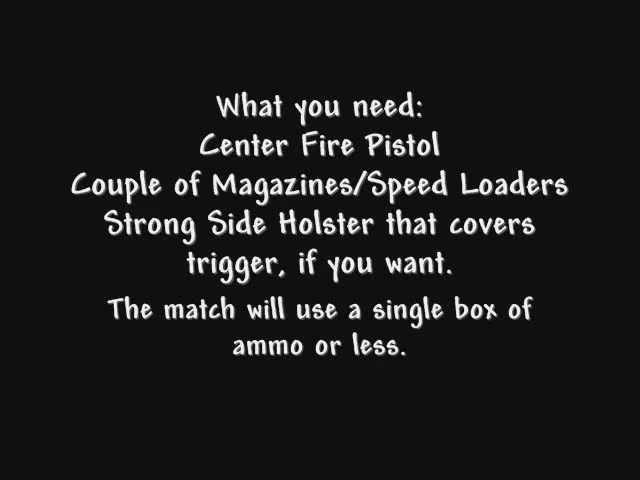 What you need:
Center Fire Pistol
Couple of Magazines/Speed Loaders
Strong Side Holster that covers
trigger, if you want.
The match will use a single box of
ammo or less.